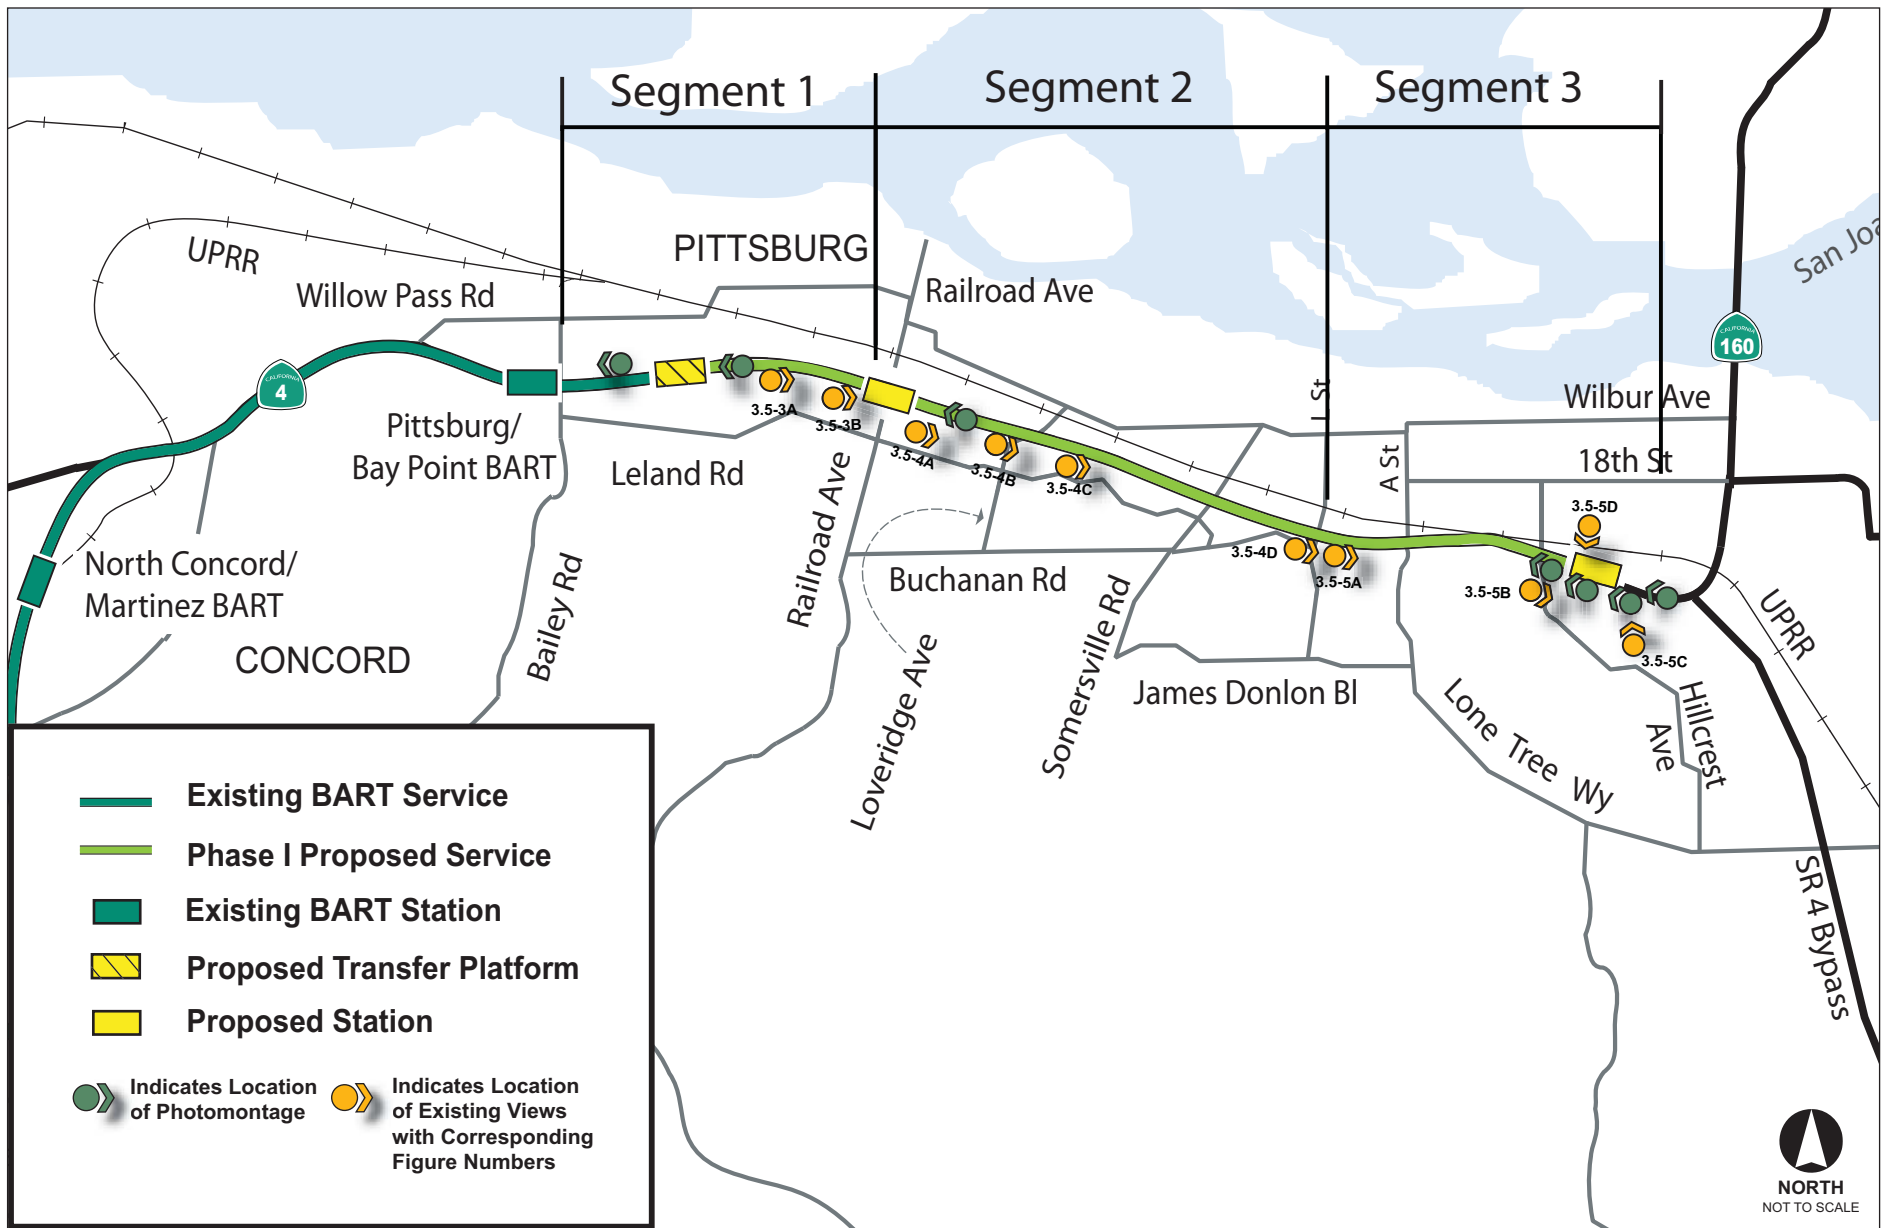 Segment 1
Segment 2
Segment 3
PITTSBURG
UPRR
Willow Pass Rd
Railroad Ave
San Joa
CALIFORNIA
160
CALIFORNIA
4
Wilbur Ave
L St
A St
18th St
3.5-3A
3.5-3B
3.5-4A
3.5-4B
3.5-4C
3.5-4D
3.5-5A
3.5-5B
3.5-5C
3.5-5D
Pittsburg/
Bay Point BART
Leland Rd
North Concord/
Martinez BART
CONCORD
Bailey Rd
Railroad Ave
Buchanan Rd
Loveridge Ave
Somersville Rd
James Donlon Bl
Lone Tree Wy
Hillcrest
Ave
UPRR
SR 4 Bypass
Existing BART Service
Phase I Proposed Service
Existing BART Station
Proposed Transfer Platform
Proposed Station
Indicates Location
of Photomontage
Indicates Location
of Existing Views
with Corresponding
Figure Numbers
NORTH
NOT TO SCALE